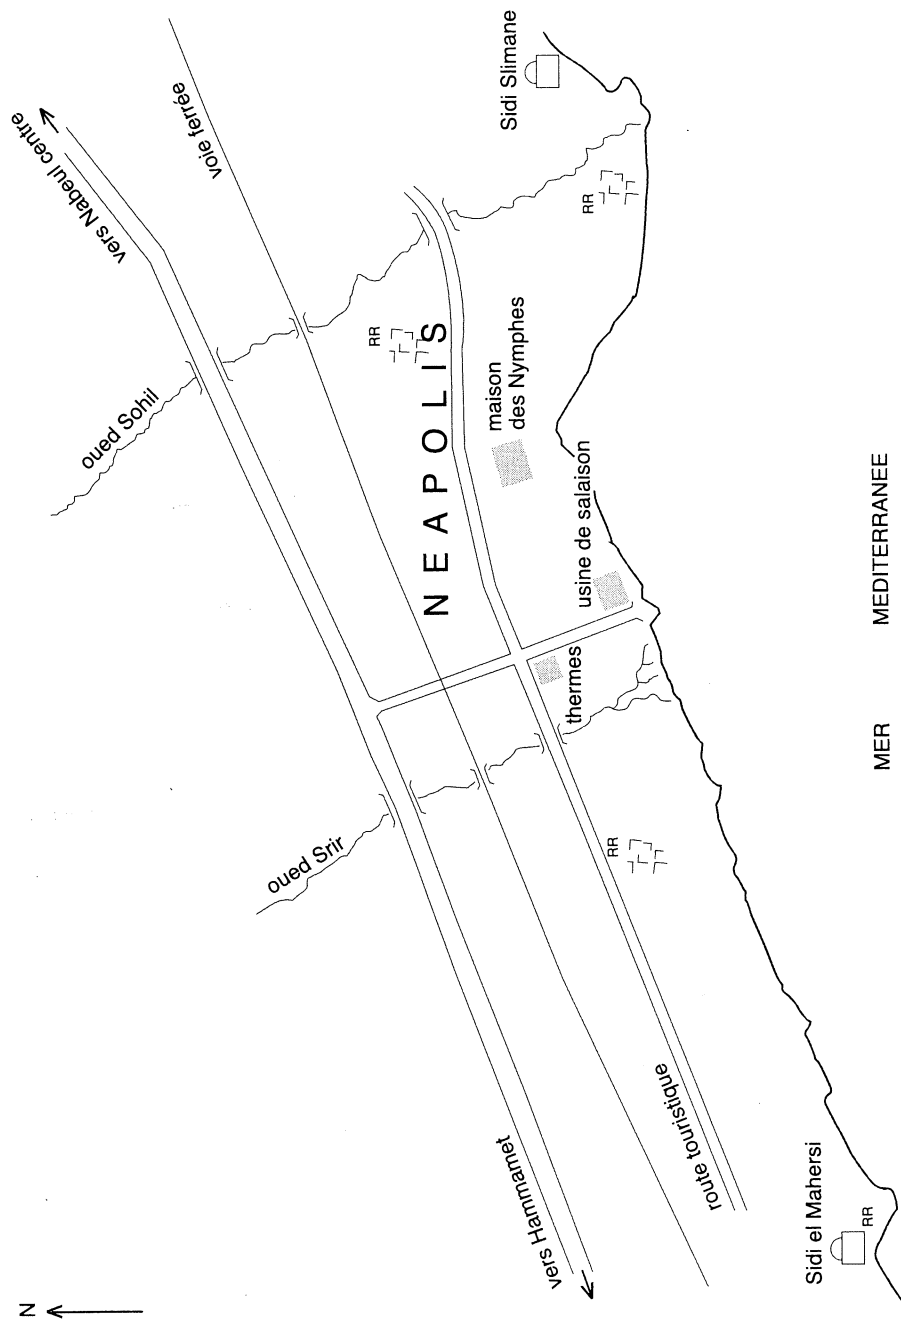 N
vers Nabeul centre
voie ferrée
Sidi Slimane
oued Sohil
RR
RR
NEAPOLIS
maison
des Nymphes
usine de salaison
thermes
oued Srir
RR
MER MEDITERRANEE
vers Hammamet
route touristique
Sidi el Mahersi
RR